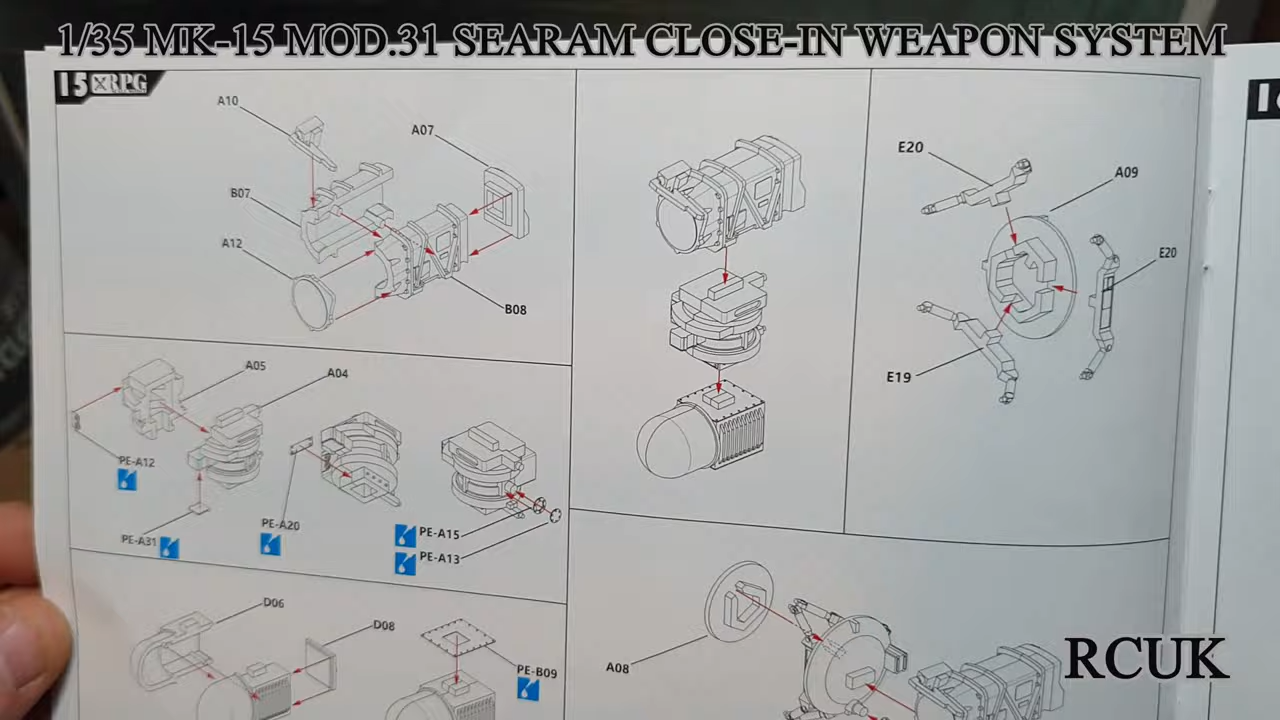 1/35 MK-15 MOD.31 SEARAM CLOSE-IN WEAPON SYSTEM
15 RPG
A10
A07
B07
A12
B08
E20
A09
E20
E19
A05
A04
PE-A12
PE-A31
PE-A20
PE-A15
PE-A13
D06
D08
PE-B09
A08
RCUK